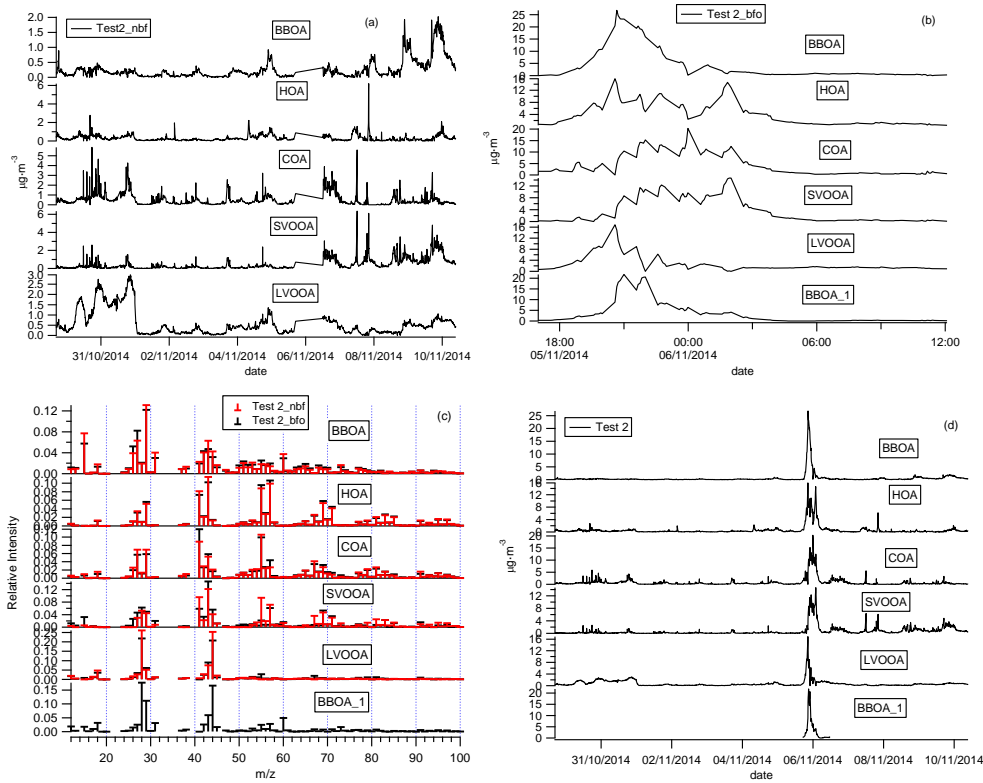 Test2_nbf
(a)
2.0
1.5
1.0
0.5
0.0
BBOA
6
4
2
0
HOA
5
4
3
2
1
0
COA
6
4
2
0
SVOOA
3.0
2.5
2.0
1.5
1.0
0.5
0.0
LVOOA
µg·m⁻³
31/10/2014 02/11/2014 04/11/2014 06/11/2014 08/11/2014 10/11/2014
date
Test 2_bfo
(b)
25
20
15
10
5
0
BBOA
16
12
8
4
HOA
20
15
10
5
0
COA
12
8
4
0
SVOOA
16
12
8
4
0
LVOOA
20
15
10
5
0
BBOA_1
µg·m⁻³
18:00 00:00 06:00 12:00
05/11/2014 06/11/2014
date
Test 2_nbf
Test 2_bfo
(c)
0.12
0.08
0.04
0.00
BBOA
0.10
0.05
0.00
HOA
0.10
0.08
0.06
0.04
0.02
0.00
COA
0.15
0.10
0.05
0.00
SVOOA
0.25
0.20
0.15
0.10
0.05
0.00
LVOOA
0.15
0.10
0.05
0.00
BBOA_1
Relative Intensity
20 30 40 50 60 70 80 90 100
m/z
Test 2
(d)
25
20
15
10
5
0
BBOA
16
12
8
4
HOA
20
15
10
5
0
COA
12
8
4
0
SVOOA
16
12
8
4
0
LVOOA
20
15
10
5
0
BBOA_1
µg·m⁻³
31/10/2014 02/11/2014 04/11/2014 06/11/2014 08/11/2014 10/11/2014
date